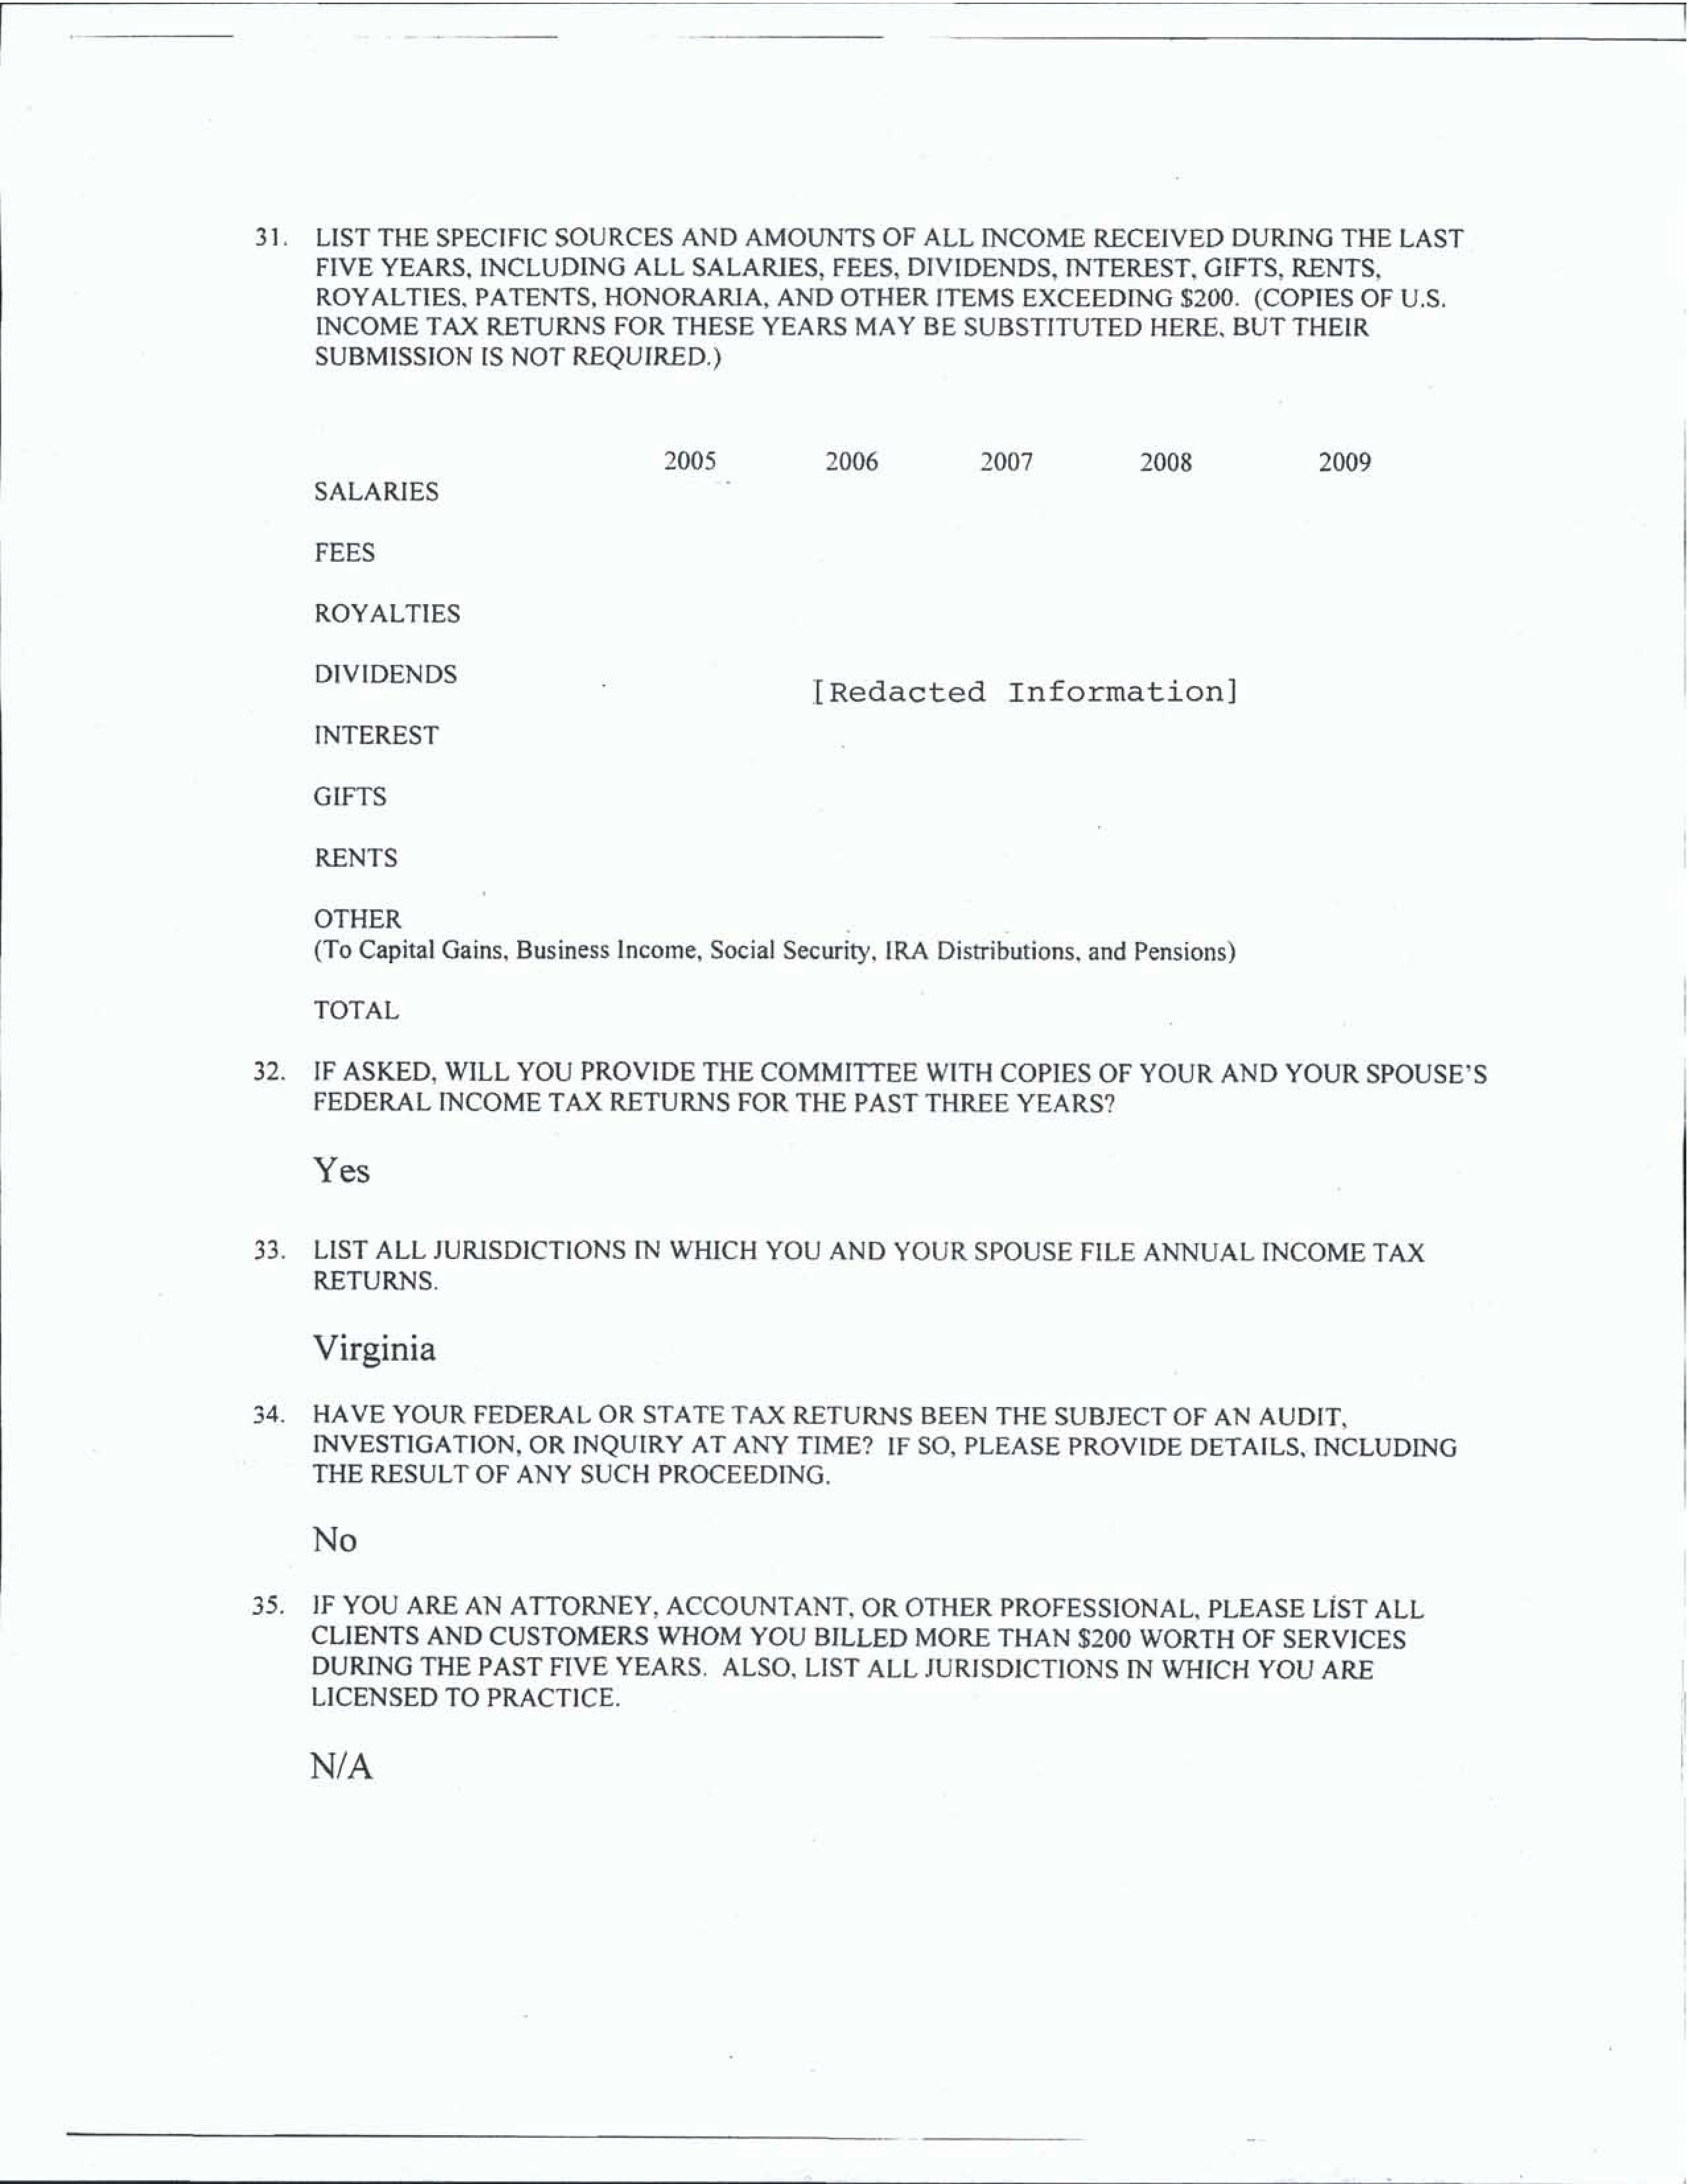 31. LIST THE SPECIFIC SOURCES AND AMOUNTS OF ALL INCOME RECEIVED DURING THE LAST
FIVE YEARS, INCLUDING ALL SALARIES, FEES, DIVIDENDS, INTEREST, GIFTS, RENTS,
ROYALTIES, PATENTS, HONORARIA, AND OTHER ITEMS EXCEEDING $200. (COPIES OF U.S.
INCOME TAX RETURNS FOR THESE YEARS MAY BE SUBSTITUTED HERE, BUT THEIR
SUBMISSION IS NOT REQUIRED.)
2005 2006 2007 2008 2009
SALARIES
FEES
ROYALTIES
DIVIDENDS
[Redacted Information]
INTEREST
GIFTS
RENTS
OTHER
(To Capital Gains, Business Income, Social Security, IRA Distributions, and Pensions)
TOTAL
32. IF ASKED, WILL YOU PROVIDE THE COMMITTEE WITH COPIES OF YOUR AND YOUR SPOUSE'S
FEDERAL INCOME TAX RETURNS FOR THE PAST THREE YEARS?
Yes
33. LIST ALL JURISDICTIONS IN WHICH YOU AND YOUR SPOUSE FILE ANNUAL INCOME TAX
RETURNS.
Virginia
34. HAVE YOUR FEDERAL OR STATE TAX RETURNS BEEN THE SUBJECT OF AN AUDIT,
INVESTIGATION, OR INQUIRY AT ANY TIME? IF SO, PLEASE PROVIDE DETAILS, INCLUDING
THE RESULT OF ANY SUCH PROCEEDING.
No
35. IF YOU ARE AN ATTORNEY, ACCOUNTANT, OR OTHER PROFESSIONAL, PLEASE LIST ALL
CLIENTS AND CUSTOMERS WHOM YOU BILLED MORE THAN $200 WORTH OF SERVICES
DURING THE PAST FIVE YEARS. ALSO, LIST ALL JURISDICTIONS IN WHICH YOU ARE
LICENSED TO PRACTICE.
N/A